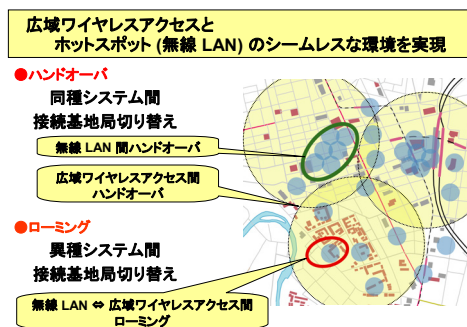 広域ワイヤレスアクセスと
ホットスポット (無線 LAN) のシームレスな環境を実現
●ハンドオーバ
同種システム間
接続基地局切り替え
無線 LAN 間ハンドオーバ
広域ワイヤレスアクセス間
ハンドオーバ
●ローミング
異種システム間
接続基地局切り替え
無線 LAN ⇔ 広域ワイヤレスアクセス間
ローミング